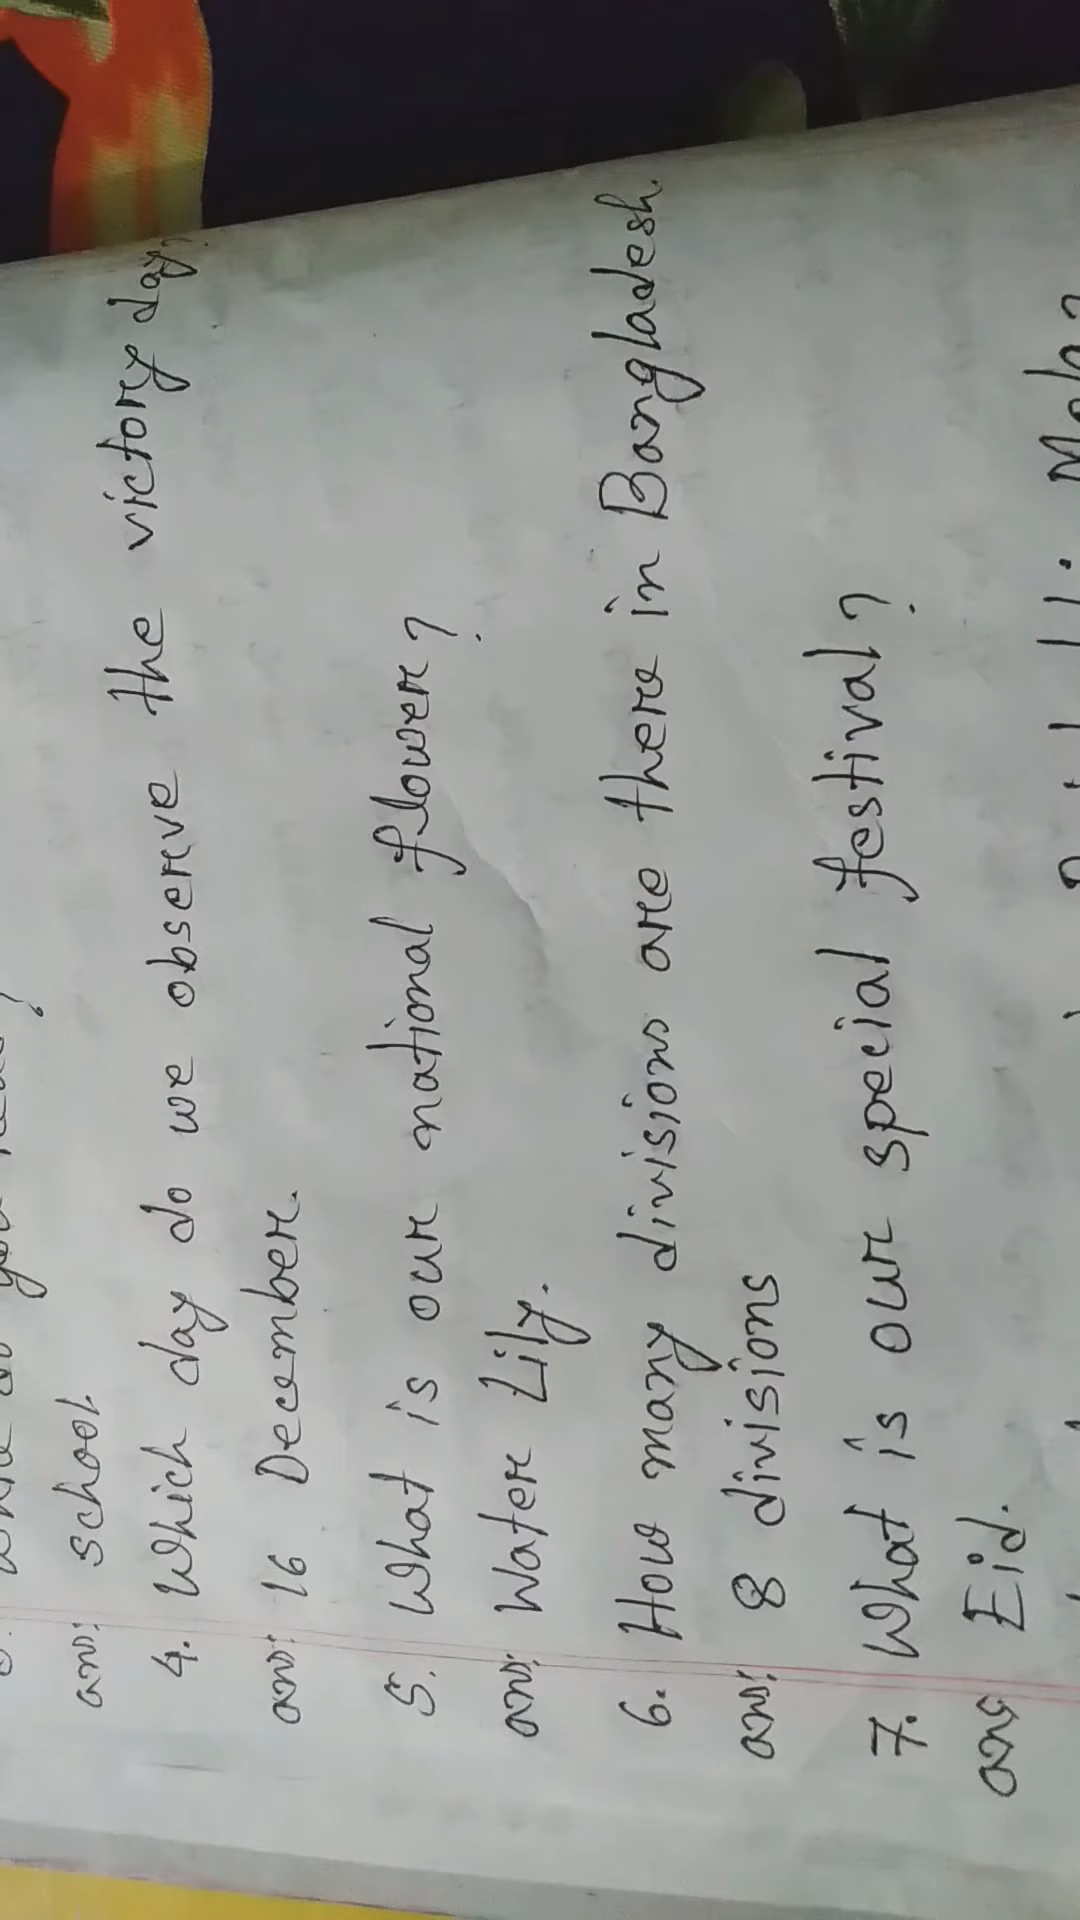 ans: school.
4. Which day do we observe the victory day?
ans: 16 December.
5. What is our national flower?
ans: Water Lily.
6. How many divisions are there in Bangladesh.
ans: 8 divisions
7. What is our special festival?
ans Eid.